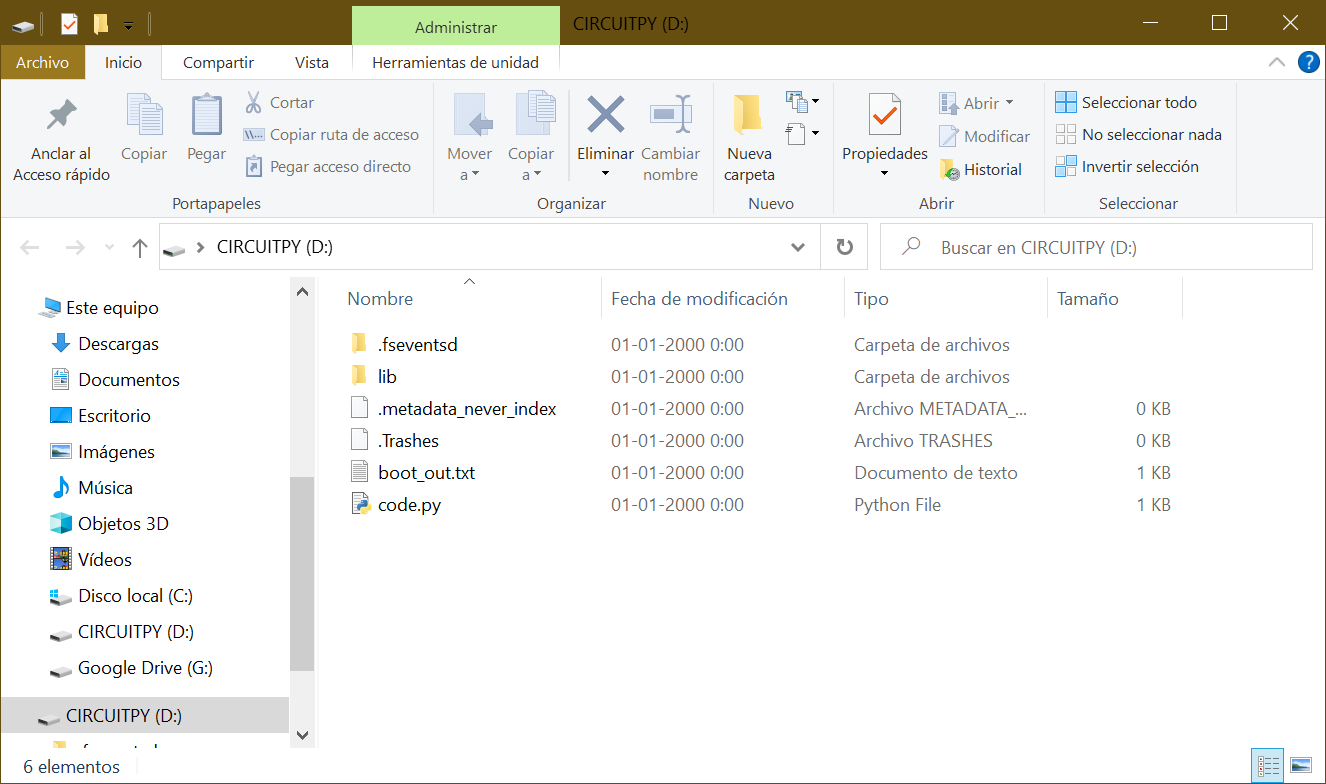 CIRCUITPY (D:)
Administrar
Archivo
Inicio
Compartir
Vista
Herramientas de unidad
Anclar al
Acceso rápido
Copiar
Pegar
Cortar
Copiar ruta de acceso
Pegar acceso directo
Portapapeles
Mover
a
Copiar
a
Eliminar
Cambiar
nombre
Organizar
Nueva
carpeta
Nuevo
Propiedades
Abrir
Modificar
Historial
Abrir
Seleccionar todo
No seleccionar nada
Invertir selección
Seleccionar
CIRCUITPY (D:)
Buscar en CIRCUITPY (D:)
Este equipo
Descargas
Documentos
Escritorio
Imágenes
Música
Objetos 3D
Vídeos
Disco local (C:)
CIRCUITPY (D:)
Google Drive (G:)
CIRCUITPY (D:)
Nombre Fecha de modificación Tipo Tamaño
.fseventsd 01-01-2000 0:00 Carpeta de archivos
lib 01-01-2000 0:00 Carpeta de archivos
.metadata_never_index 01-01-2000 0:00 Archivo METADATA_... 0 KB
.Trashes 01-01-2000 0:00 Archivo TRASHES 0 KB
boot_out.txt 01-01-2000 0:00 Documento de texto 1 KB
code.py 01-01-2000 0:00 Python File 1 KB
6 elementos